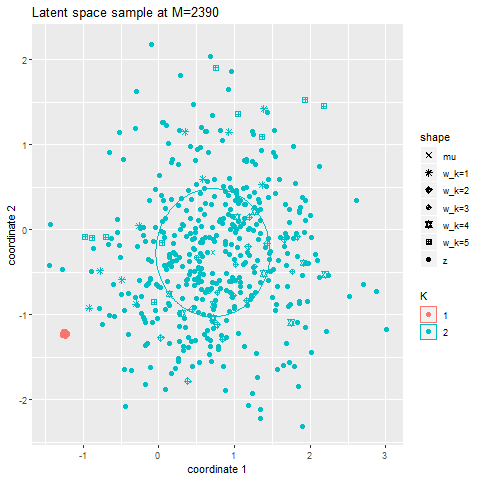 Latent space sample at M=2390
coordinate 2
2
1
0
-1
-2
-1
0
1
2
3
coordinate 1
shape
mu
w_k=1
w_k=2
w_k=3
w_k=4
w_k=5
z
K
1
2